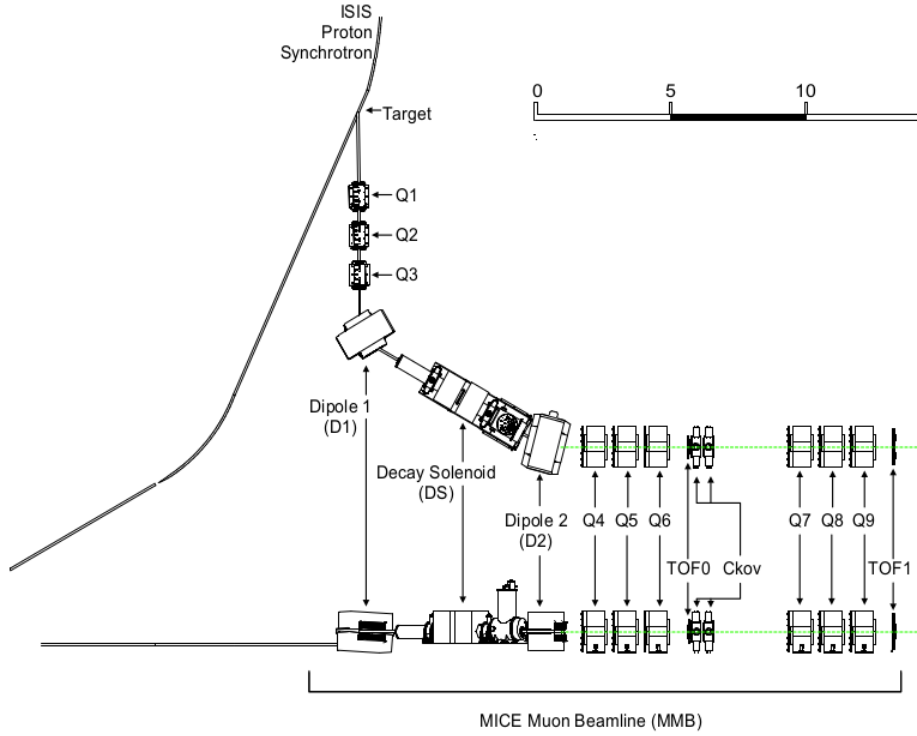 ISIS
Proton
Synchrotron
0 5 10
Target
Q1
Q2
Q3
Dipole 1
(D1)
Decay Solenoid
(DS)
Dipole 2
(D2)
Q4 Q5 Q6 Q7 Q8 Q9
TOF0 Ckov TOF1
MICE Muon Beamline (MMB)